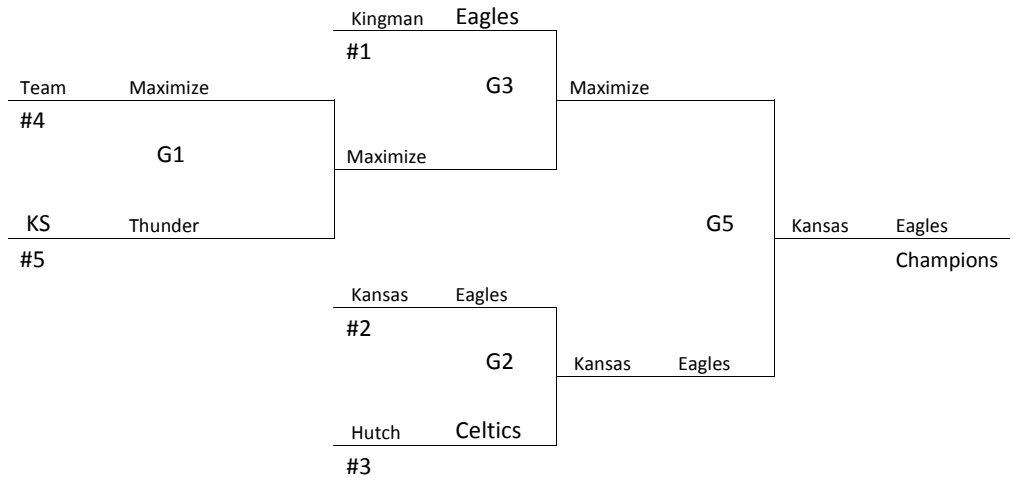 Kingman Eagles
#1
G3
Team Maximize
Maximize
#4
G1
Maximize
KS Thunder
G5
Kansas Eagles
#5
Champions
Kansas Eagles
#2
G2
Kansas Eagles
Hutch Celtics
#3